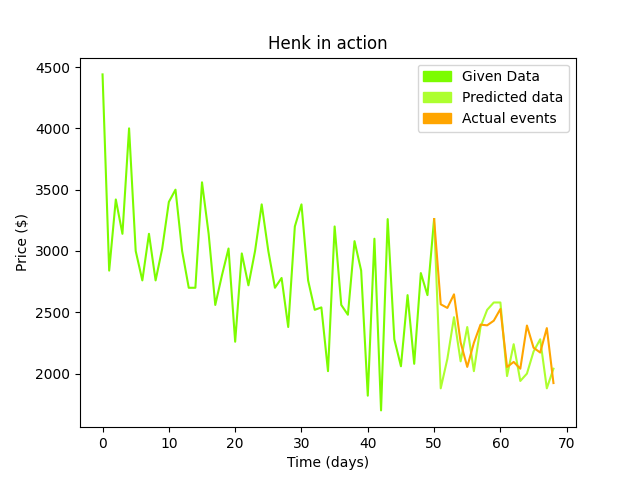 Henk in action
Given Data
Predicted data
Actual events
Price ($)
4500
4000
3500
3000
2500
2000
0 10 20 30 40 50 60 70
Time (days)